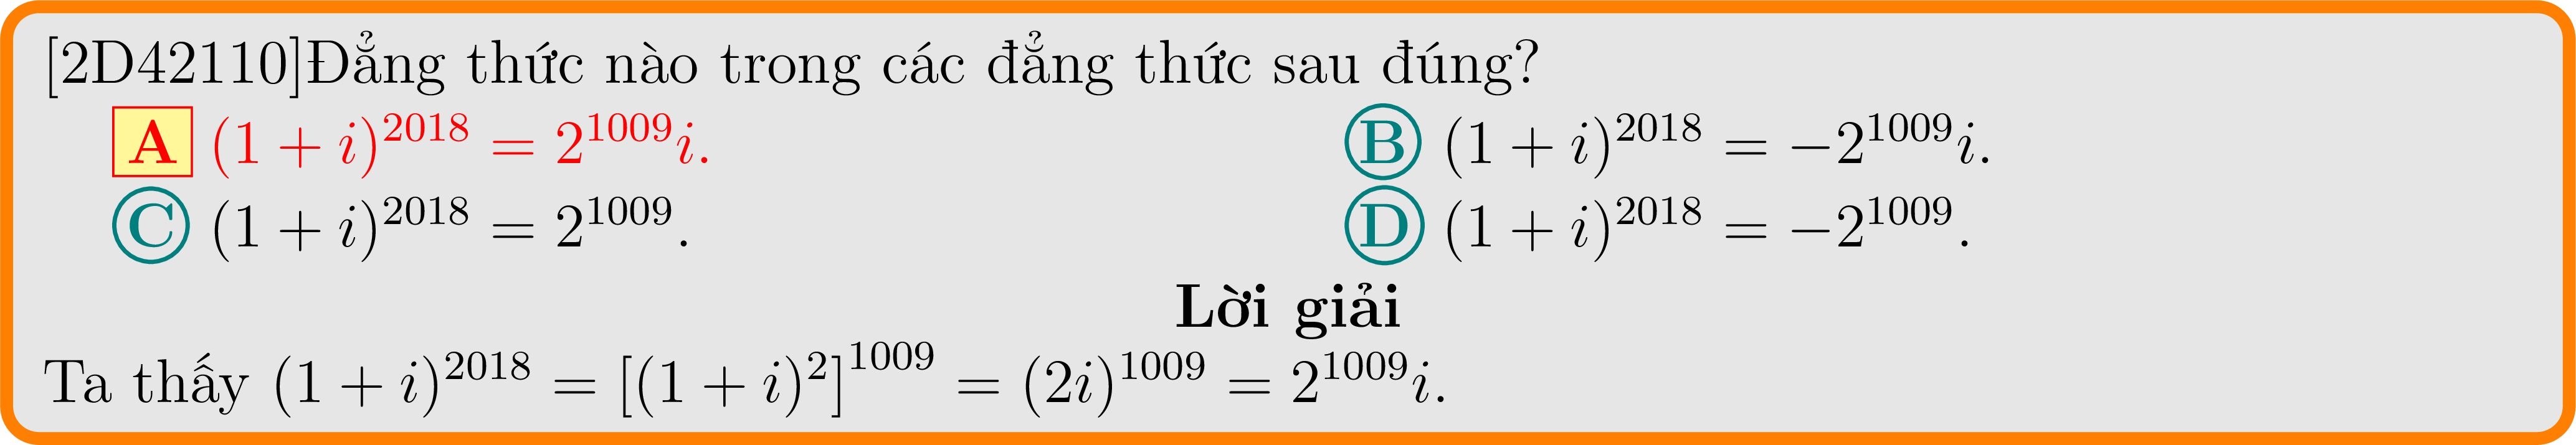 [2D42110]Đẳng thức nào trong các đẳng thức sau đúng?
A (1 + i)^{2018} = 2^{1009}i. B (1 + i)^{2018} = −2^{1009}i.
C (1 + i)^{2018} = 2^{1009}. D (1 + i)^{2018} = −2^{1009}.
Lời giải
Ta thấy (1 + i)^{2018} = [(1 + i)^2]^{1009} = (2i)^{1009} = 2^{1009}i.